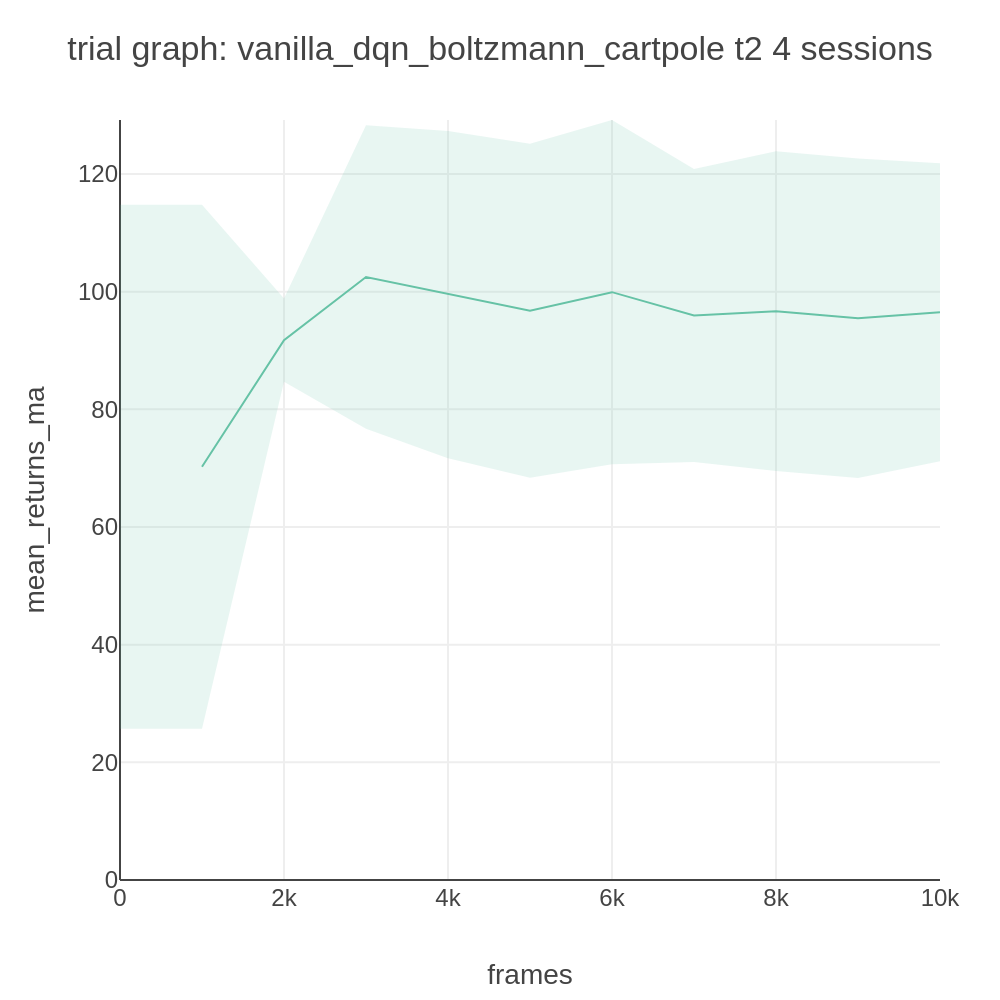 trial graph: vanilla_dqn_boltzmann_cartpole t2 4 sessions
120
100
80
60
40
20
0
mean_returns_ma
0 2k 4k 6k 8k 10k
frames